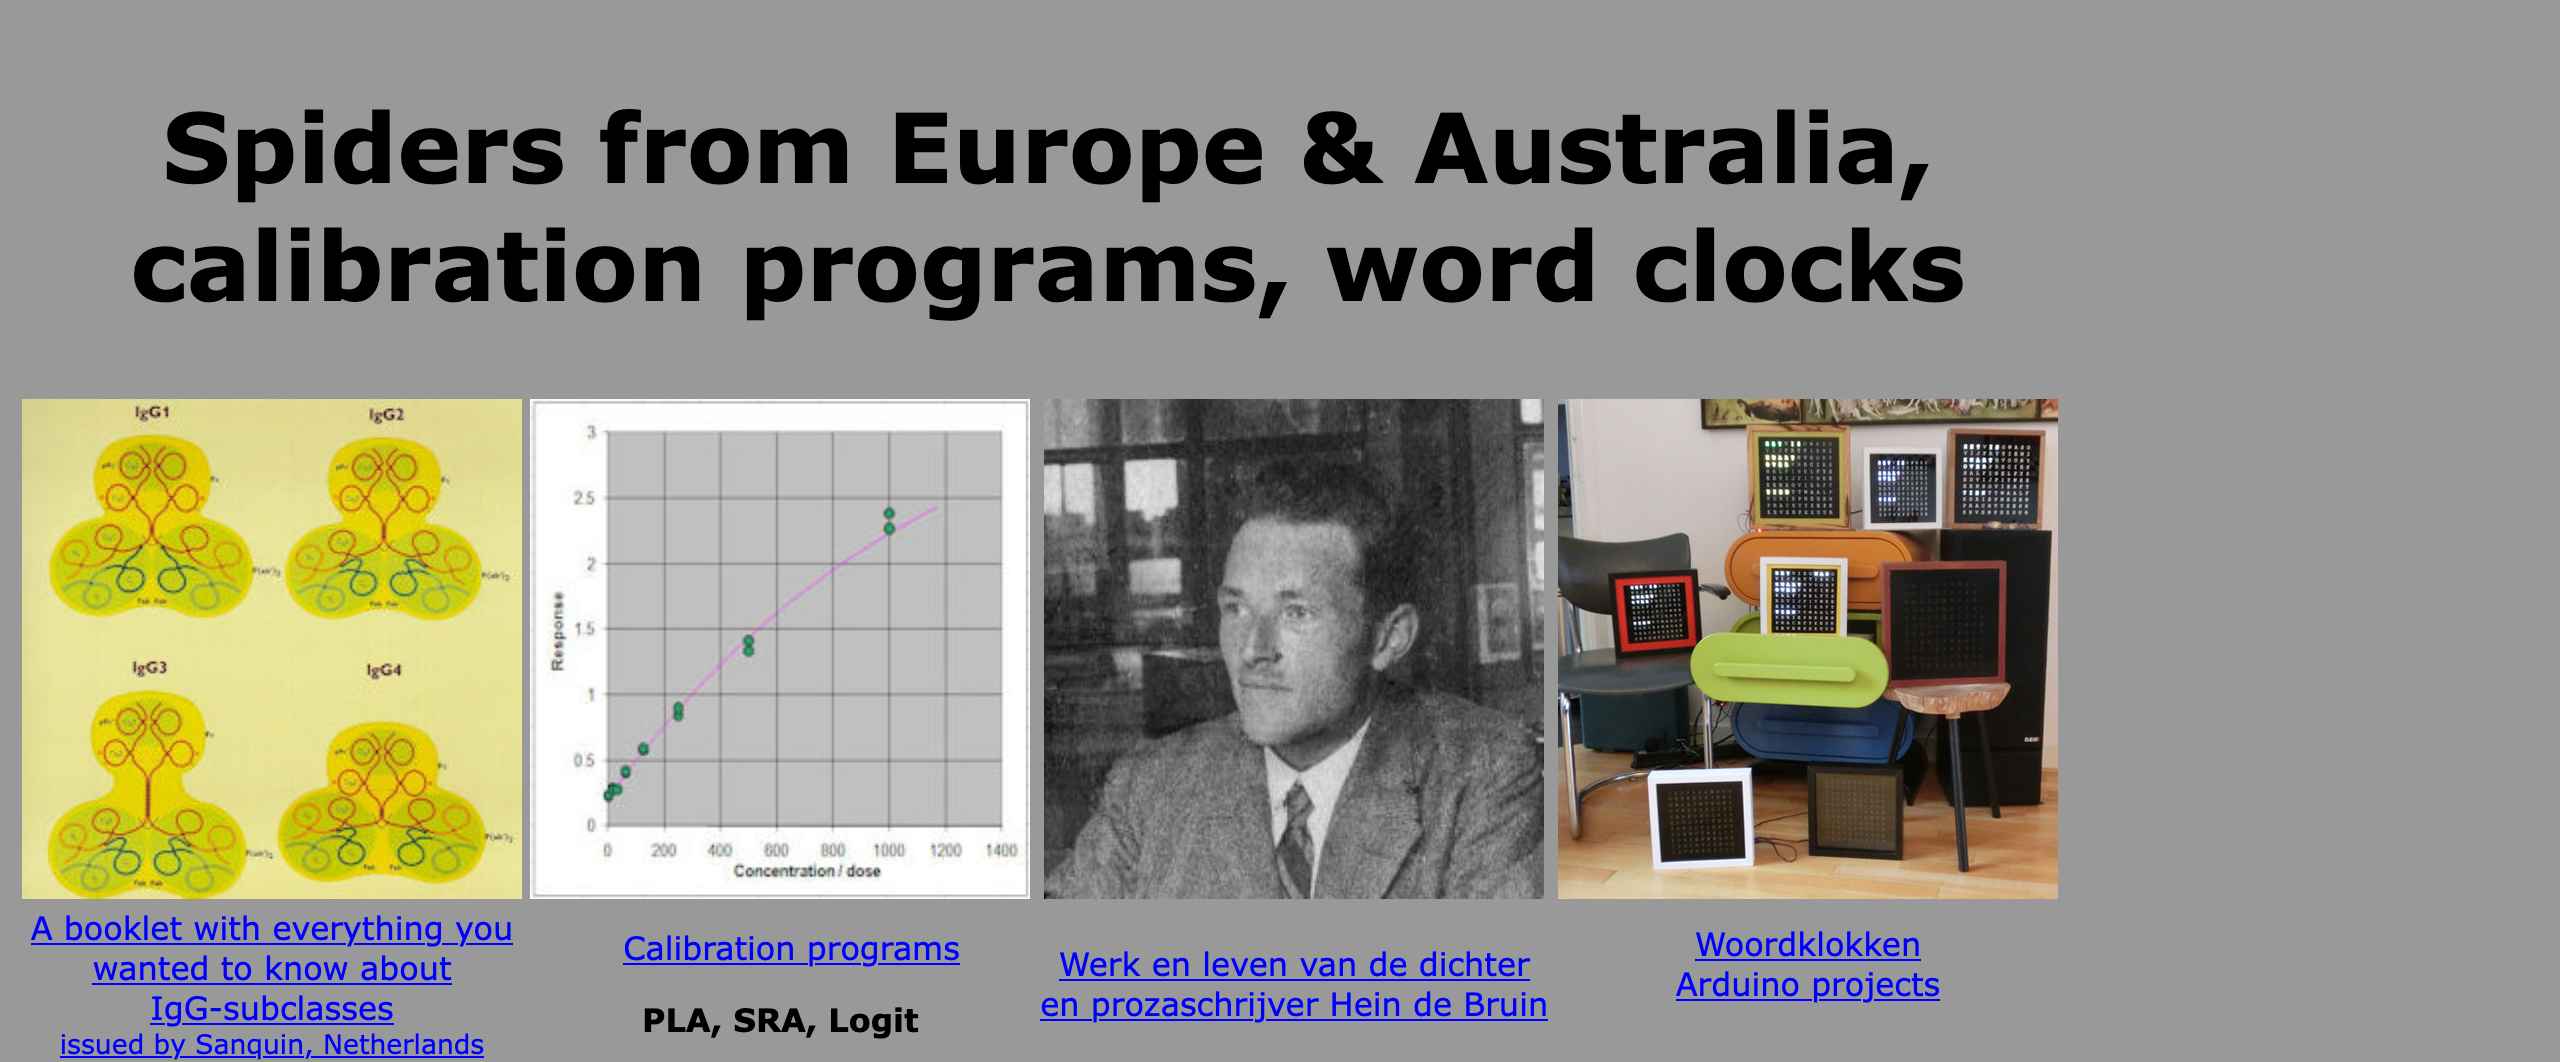 Spiders from Europe & Australia,
calibration programs, word clocks
IgG1
IgG2
IgG3
IgG4
3
2.5
2
1.5
1
0.5
0
Response
0 200 400 600 800 1000 1200 1400
Concentration / dose
A booklet with everything you
wanted to know about
IgG-subclasses
issued by Sanquin, Netherlands
Calibration programs
PLA, SRA, Logit
Werk en leven van de dichter
en prozaschrijver Hein de Bruin
Woordklokken
Arduino projects